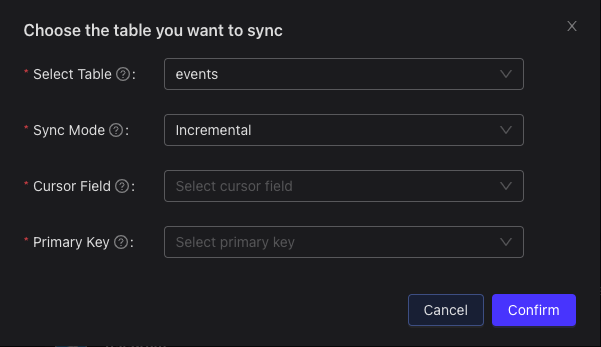 Choose the table you want to sync
* Select Table ? : events
* Sync Mode ? : Incremental
* Cursor Field ? : Select cursor field
* Primary Key ? : Select primary key
Cancel Confirm